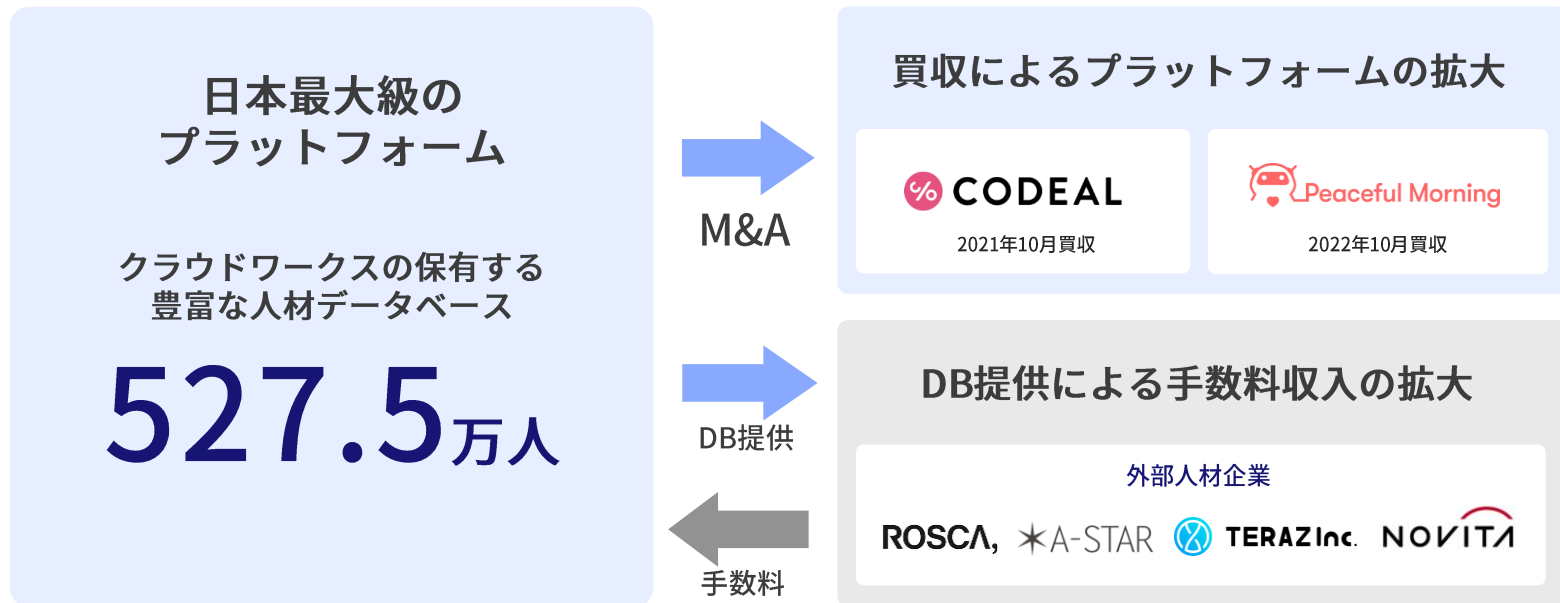 日本最大級の
プラットフォーム
クラウドワークスの保有する
豊富な人材データベース
527.5万人
M&A
DB提供
手数料
買収によるプラットフォームの拡大
CODEAL
2021年10月買収
Peaceful Morning
2022年10月買収
DB提供による手数料収入の拡大
外部人材企業
ROSCA,
A-STAR
TERAZ Inc.
NOVITA